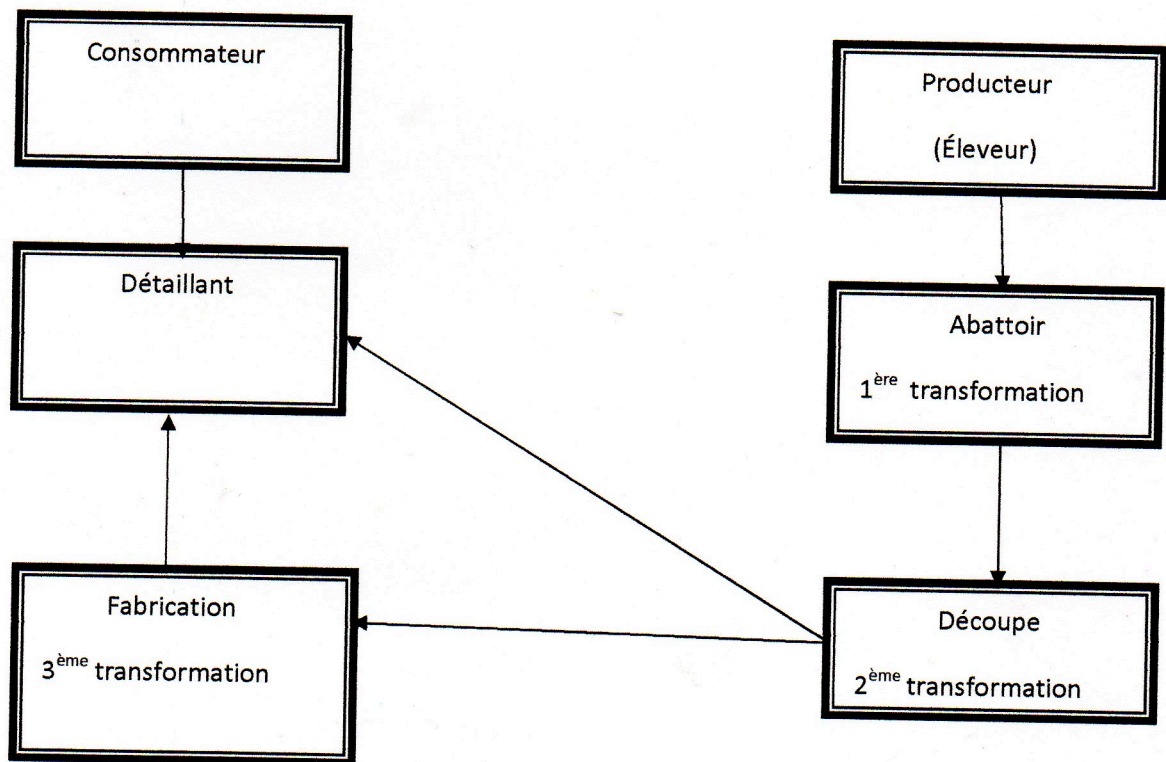 Consommateur
Producteur
(Éleveur)
Détaillant
Abattoir
1ère transformation
Fabrication
3ème transformation
Découpe
2ème transformation